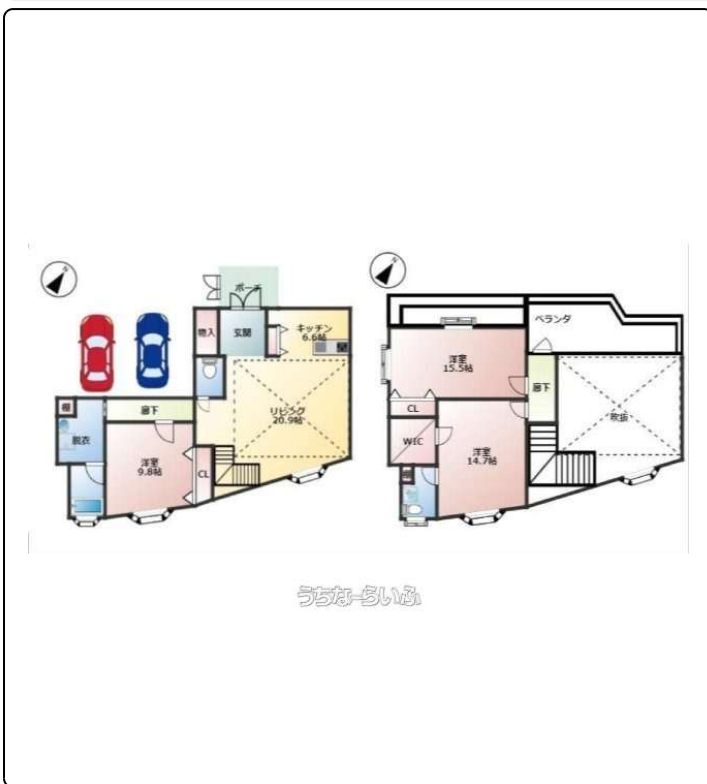 N
ポーチ
物入
玄関
キッチン
6.6帖
リビング
20.9帖
棚
廊下
脱衣
洋室
9.8帖
CL
N
ベランダ
洋室
15.5帖
廊下
吹抜
CL
WIC
洋室
14.7帖
うちなーらいふ